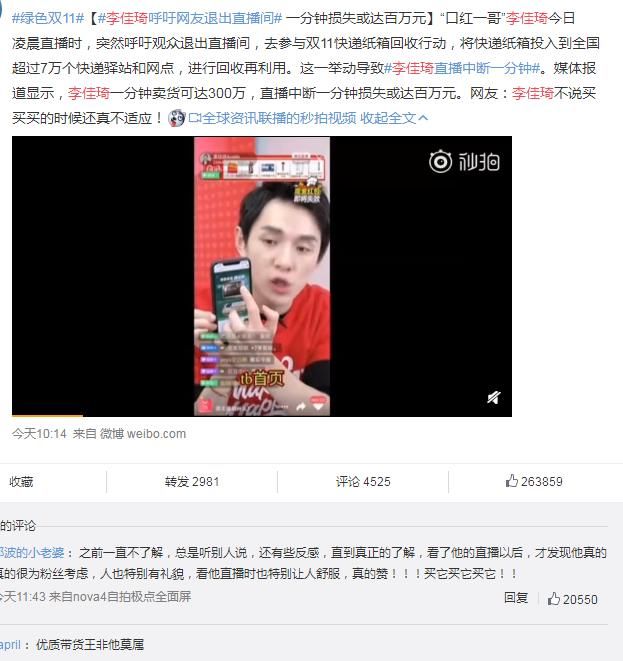 #绿色双11#【#李佳琦呼吁网友退出直播间# 一分钟损失或达百万元】“口红一哥”李佳琦今日
凌晨直播时，突然呼吁观众退出直播间，去参与双11快递纸箱回收行动，将快递纸箱投入到全国
超过7万个快递驿站和网点，进行回收再利用。这一举动导致#李佳琦直播中断一分钟#。媒体报
道显示，李佳琦一分钟卖货可达300万，直播中断一分钟损失或达百万元。网友：李佳琦不说买
买买的时候还真不适应！全球资讯联播的秒拍视频 收起全文
秒拍
即将失效
tb首页
今天10:14 来自 微博 weibo.com
收藏
转发 2981
评论 4525
263859
的评论
波的小老婆：之前一直不了解，总是听别人说，还有些反感，直到真正的了解，看了他的直播以后，才发现他真的
真的很为粉丝考虑，人也特别有礼貌，看他直播时也特别让人舒服，真的赞！！！买它买它买它！！
今天11:43 来自nova4自拍极点全面屏
回复
20550
april：优质带货王非他莫属